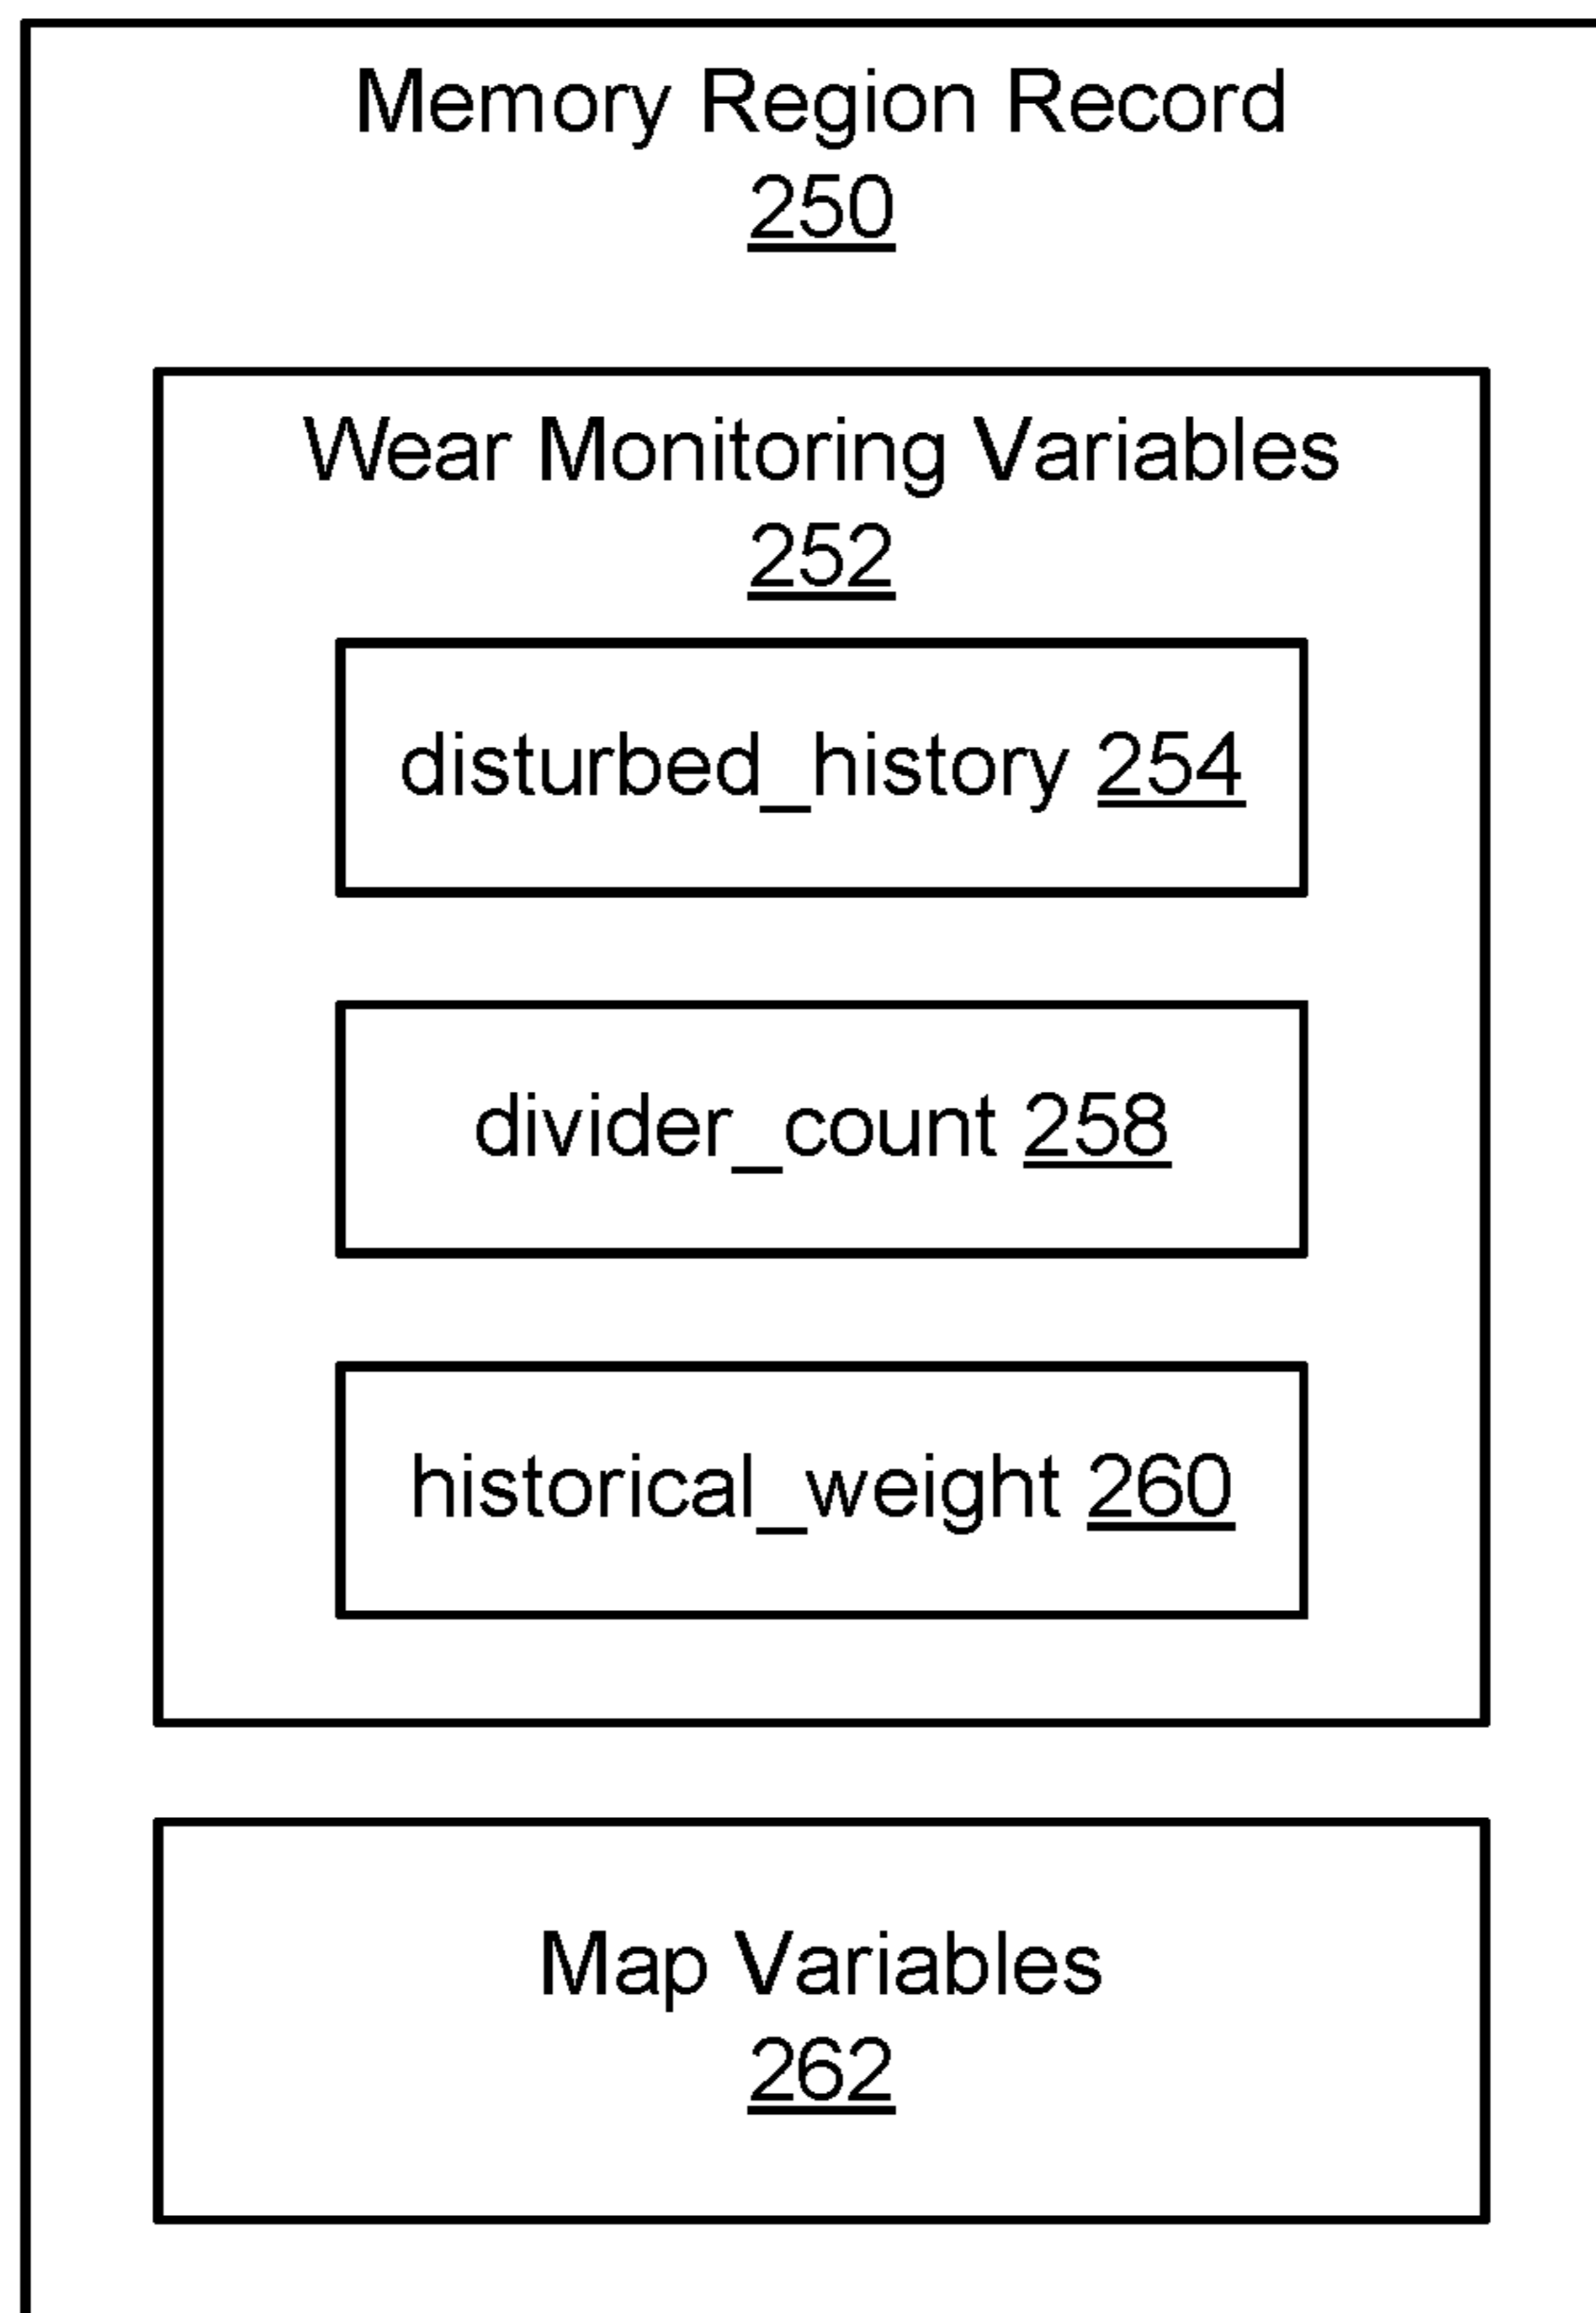 Memory Region Record
250
Wear Monitoring Variables
252
disturbed_history 254
divider_count 258
historical_weight 260
Map Variables
262